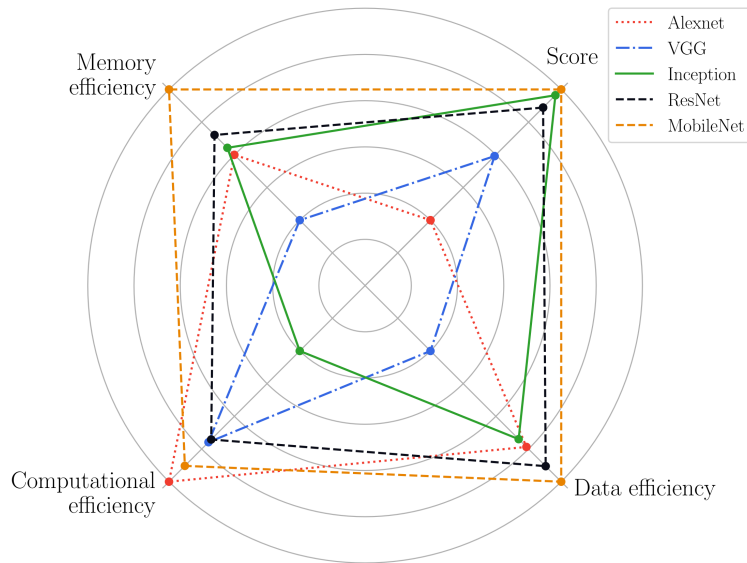 Alexnet
VGG
Inception
ResNet
MobileNet
Score
Memory
efficiency
Computational
efficiency
Data efficiency